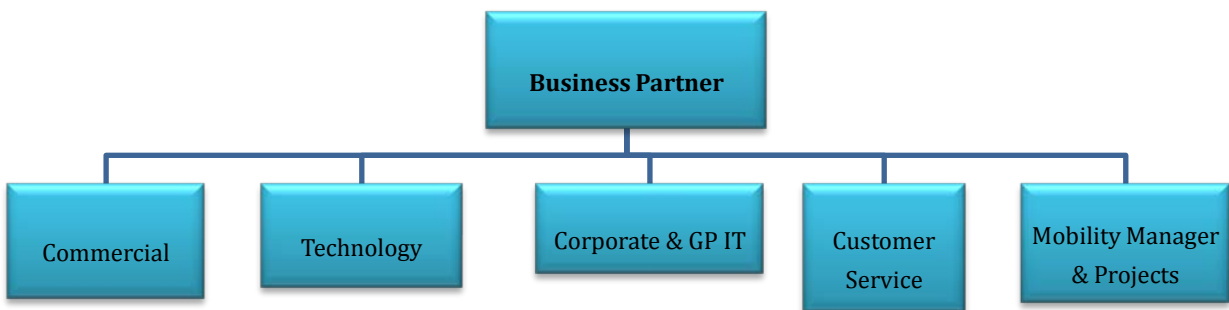 Business Partner
Commercial
Technology
Corporate & GP IT
Customer
Service
Mobility Manager
& Projects